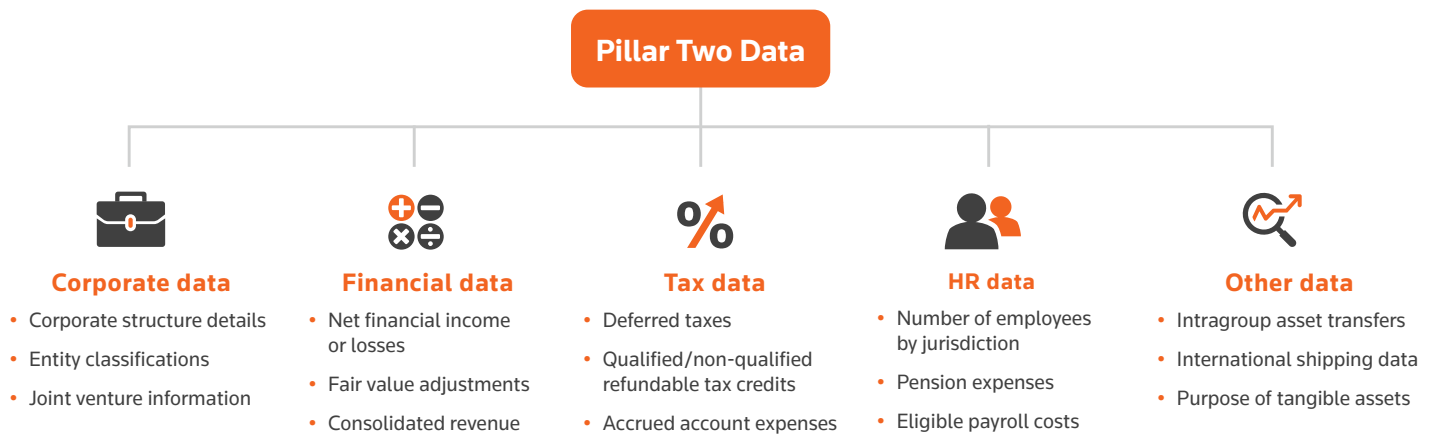 Pillar Two Data
Corporate data
• Corporate structure details
• Entity classifications
• Joint venture information
Financial data
• Net financial income
or losses
• Fair value adjustments
• Consolidated revenue
Tax data
• Deferred taxes
• Qualified/non-qualified
refundable tax credits
• Accrued account expenses
HR data
• Number of employees
by jurisdiction
• Pension expenses
• Eligible payroll costs
Other data
• Intragroup asset transfers
• International shipping data
• Purpose of tangible assets